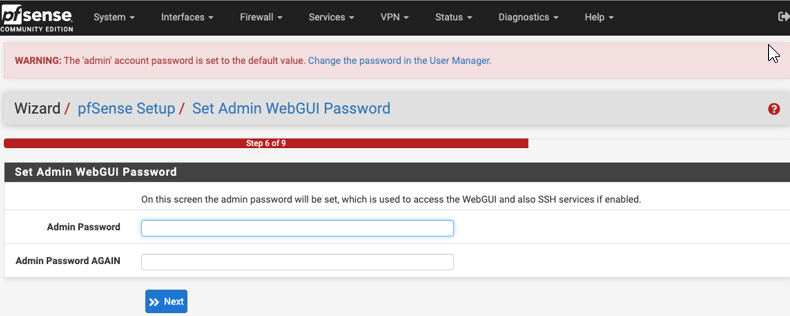 pfsense System Interfaces Firewall Services VPN Status Diagnostics Help
COMMUNITY EDITION
WARNING: The 'admin' account password is set to the default value. Change the password in the User Manager.
Wizard / pfSense Setup / Set Admin WebGUI Password
Step 6 of 9
Set Admin WebGUI Password
On this screen the admin password will be set, which is used to access the WebGUI and also SSH services if enabled.
Admin Password
Admin Password AGAIN
Next